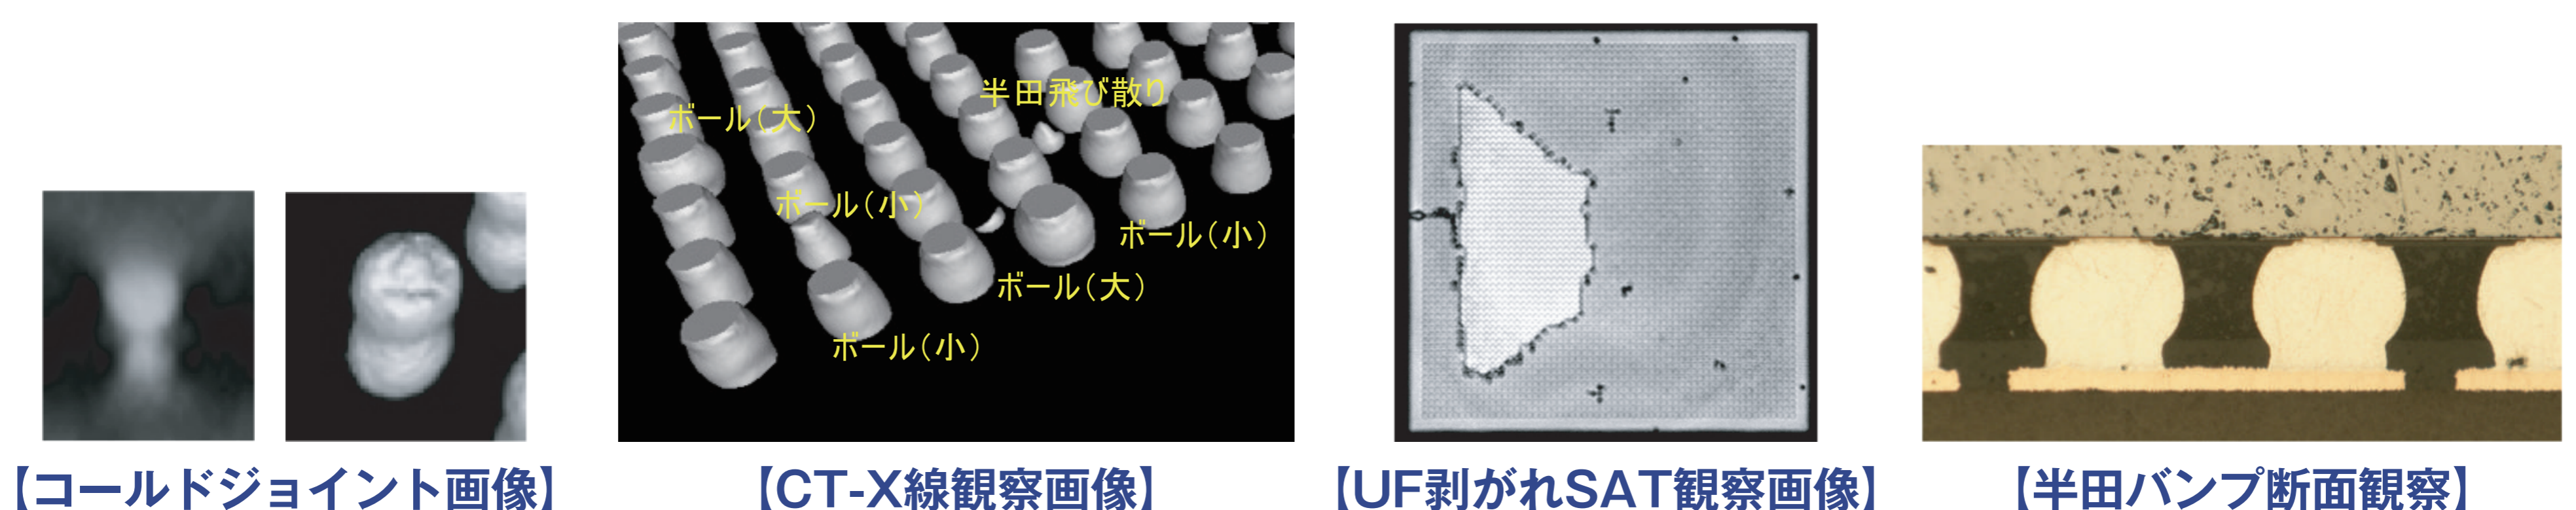 半田飛び散り
ボール（大）
ボール（小）
ボール（小）
ボール（大）
ボール（小）
【コールドジョイント画像】
【CT-X線観察画像】
【UF剥がれSAT観察画像】
【半田バンプ断面観察】